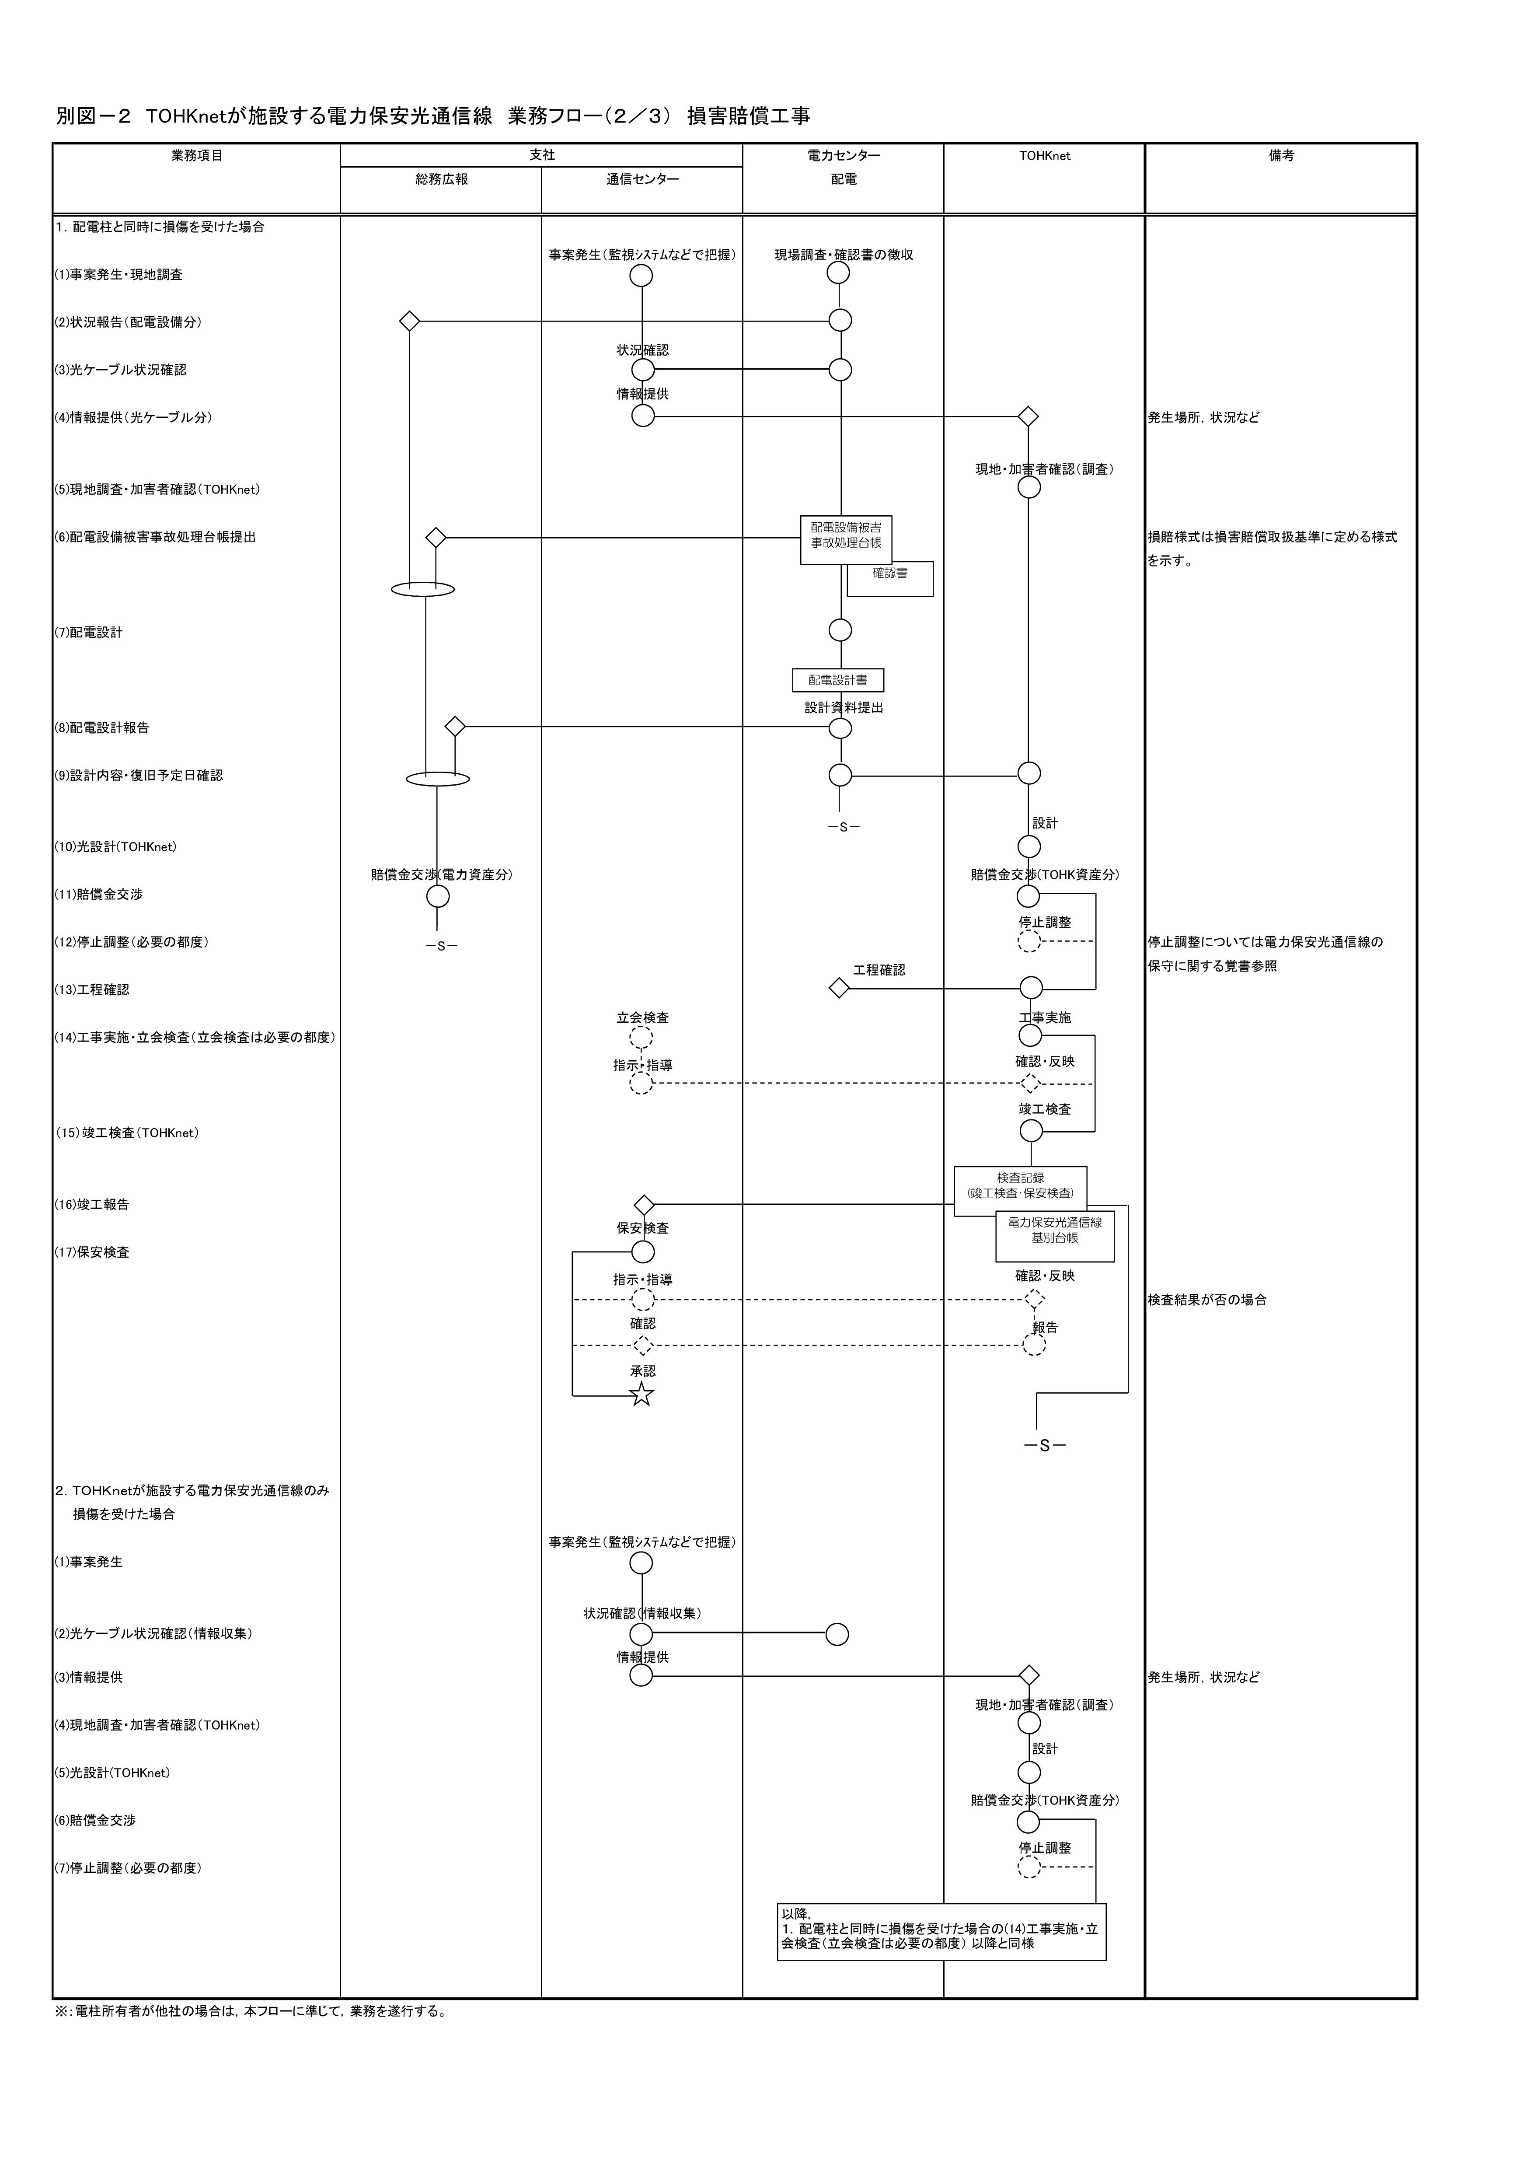 別図－２　TOHKnetが施設する電力保安光通信線　業務フロー（２／３）　損害賠償工事
業務項目
支社
電力センター
TOHKnet
備考
総務広報
通信センター
配電
１．配電柱と同時に損傷を受けた場合
事案発生（監視ｼｽﾃﾑなどで把握）
現場調査・確認書の徴収
(1)事案発生・現地調査
(2)状況報告（配電設備分）
状況確認
(3)光ケーブル状況確認
情報提供
(4)情報提供（光ケーブル分）
発生場所，状況など
現地・加害者確認（調査）
(5)現地調査・加害者確認（TOHKnet）
配電設備被害
事故処理台帳
(6)配電設備被害事故処理台帳提出
損賠様式は損害賠償取扱基準に定める様式
を示す。
確認書
(7)配電設計
配電設計書
設計資料提出
(8)配電設計報告
(9)設計内容・復旧予定日確認
－S－
設計
(10)光設計(TOHKnet)
賠償金交渉(電力資産分)
賠償金交渉(TOHK資産分)
(11)賠償金交渉
停止調整
－S－
(12)停止調整（必要の都度）
停止調整については電力保安光通信線の
保守に関する覚書参照
工程確認
(13)工程確認
立会検査
工事実施
(14)工事実施・立会検査（立会検査は必要の都度）
指示・指導
確認・反映
竣工検査
(15)竣工検査（TOHKnet）
検査記録
(竣工検査・保安検査)
(16)竣工報告
電力保安光通信線
基別台帳
保安検査
(17)保安検査
指示・指導
確認・反映
検査結果が否の場合
確認
報告
承認
－S－
２．TOHKnetが施設する電力保安光通信線のみ
損傷を受けた場合
事案発生（監視ｼｽﾃﾑなどで把握）
(1)事案発生
状況確認（情報収集）
(2)光ケーブル状況確認（情報収集）
情報提供
(3)情報提供
発生場所，状況など
現地・加害者確認（調査）
(4)現地調査・加害者確認（TOHKnet）
設計
(5)光設計(TOHKnet)
賠償金交渉(TOHK資産分)
(6)賠償金交渉
停止調整
(7)停止調整（必要の都度）
以降，
１．配電柱と同時に損傷を受けた場合の(14)工事実施・立
会検査（立会検査は必要の都度）以降と同様
※：電柱所有者が他社の場合は，本フローに準じて，業務を遂行する。